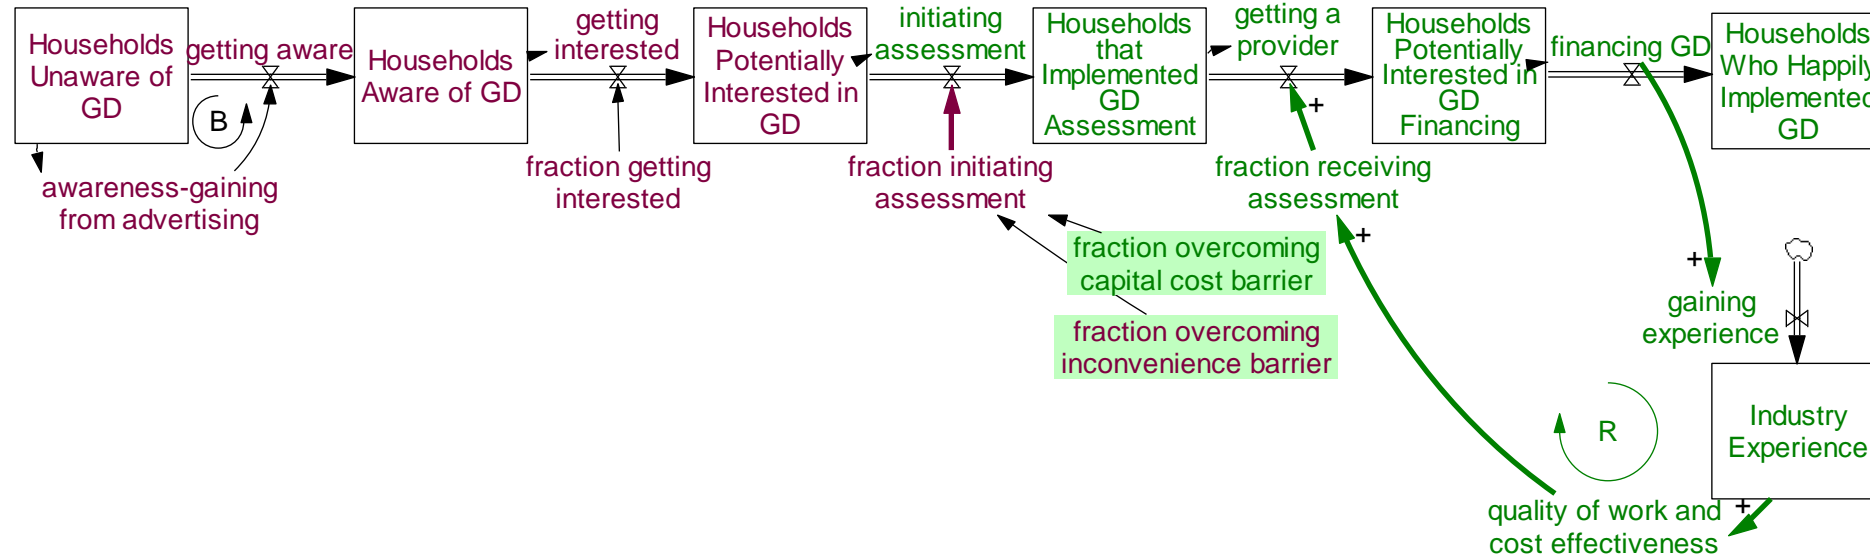 Households
Unaware of
GD
getting aware
B
awareness-gaining
from advertising
Households
Aware of GD
getting
interested
fraction getting
interested
Households
Potentially
Interested in
GD
initiating
assessment
fraction initiating
assessment
fraction overcoming
capital cost barrier
fraction overcoming
inconvenience barrier
Households
that
Implemented
GD
Assessment
getting a
provider
+
fraction receiving
assessment
+
Households
Potentially
Interested in
GD
Financing
financing GD
Households
Who Happily
Implemented
GD
+
gaining
experience
Industry
Experience
R
+
quality of work and
cost effectiveness